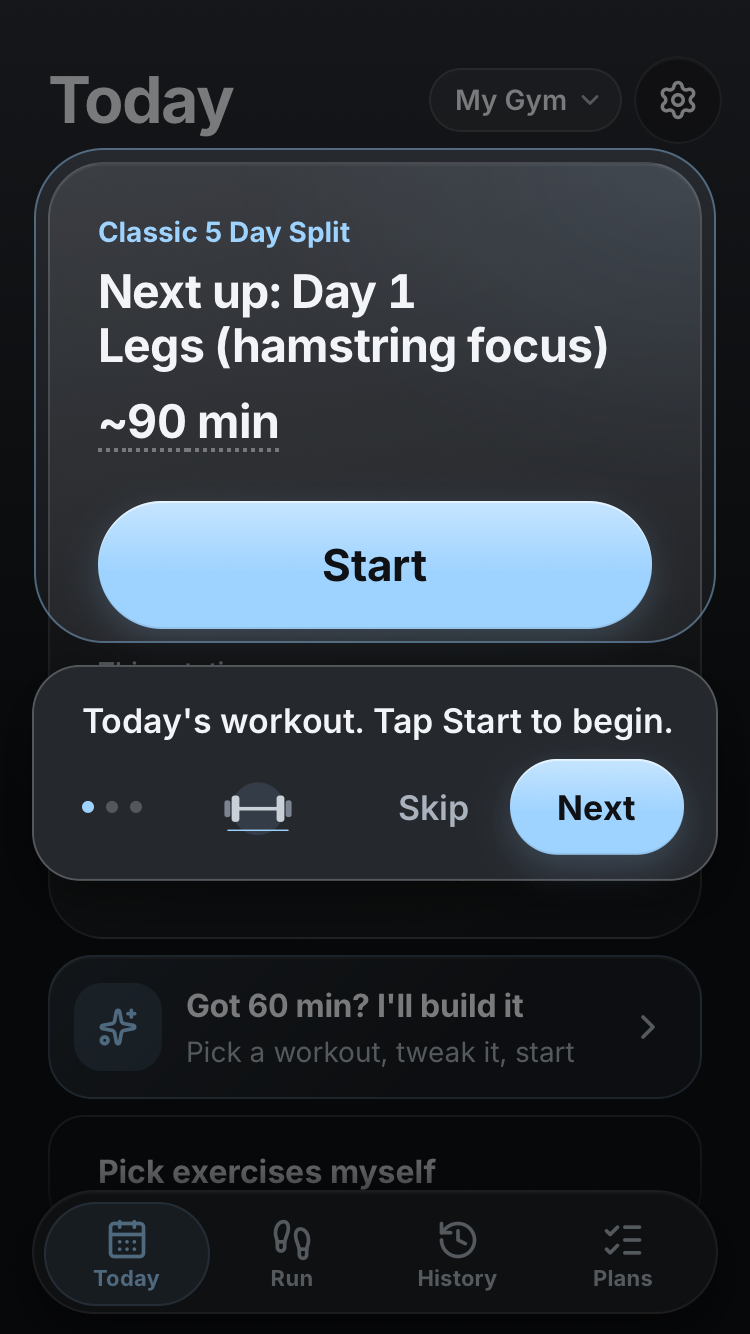 Today
My Gym
Classic 5 Day Split
Next up: Day 1
Legs (hamstring focus)
~90 min
Start
Today's workout. Tap Start to begin.
Skip
Next
Got 60 min? I'll build it
Pick a workout, tweak it, start
Pick exercises myself
Today
Run
History
Plans